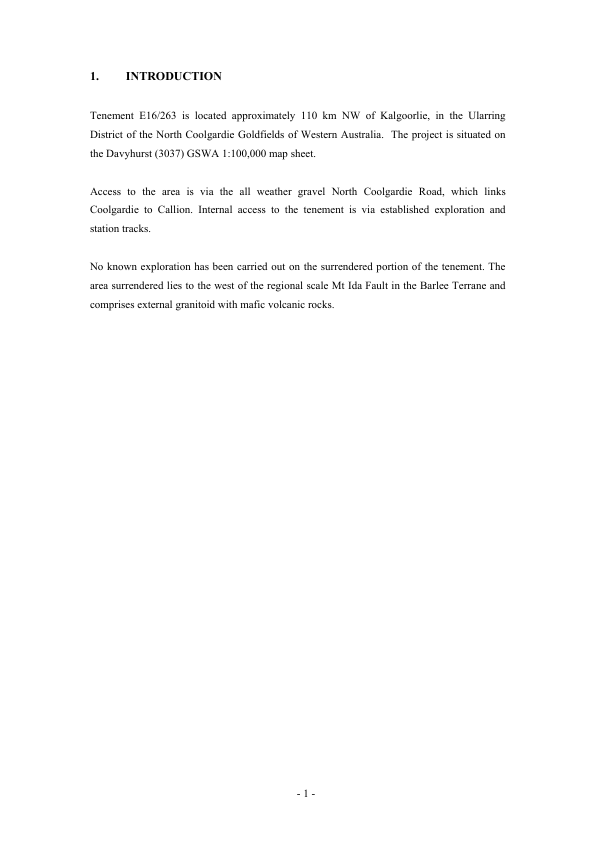 1. INTRODUCTION
Tenement E16/263 is located approximately 110 km NW of Kalgoorlie, in the Ularring
District of the North Coolgardie Goldfields of Western Australia. The project is situated on
the Davyhurst (3037) GSWA 1:100,000 map sheet.
Access to the area is via the all weather gravel North Coolgardie Road, which links
Coolgardie to Callion. Internal access to the tenement is via established exploration and
station tracks.
No known exploration has been carried out on the surrendered portion of the tenement. The
area surrendered lies to the west of the regional scale Mt Ida Fault in the Barlee Terrane and
comprises external granitoid with mafic volcanic rocks.
- 1 -